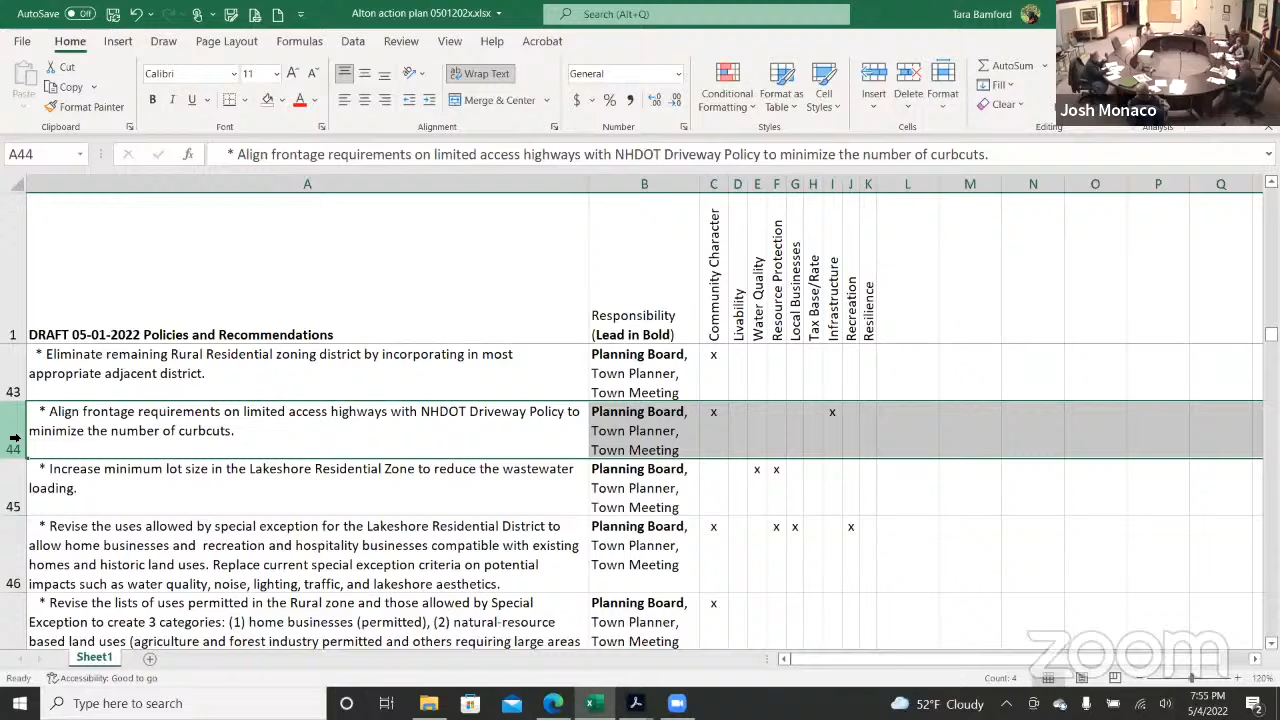 AutoSave Off
Alton action plan 0501202xx.xlsx
Search (Alt+Q)
Tara Bamford
File Home Insert Draw Page Layout Formulas Data Review View Help Acrobat
Paste
Cut
Copy
Format Painter
Clipboard
Calibri 11
B I U
Font
Wrap Text
Merge & Center
Alignment
General
$ % 9
Number
Conditional Formatting
Format as Table
Cell Styles
Styles
Insert Delete Format
Cells
AutoSum
Fill
Clear
Editing
Analysis
Josh Monaco
A44 fx * Align frontage requirements on limited access highways with NHDOT Driveway Policy to minimize the number of curbcuts.
A B C D E F G H I J K L M N O P Q
1 DRAFT 05-01-2022 Policies and Recommendations
Responsibility
(Lead in Bold)
Community Character
Livability
Water Quality
Resource Protection
Local Businesses
Tax Base/Rate
Infrastructure
Recreation
Resilience
43
* Eliminate remaining Rural Residential zoning district by incorporating in most
appropriate adjacent district.
Planning Board,
Town Planner,
Town Meeting
x
44
* Align frontage requirements on limited access highways with NHDOT Driveway Policy to
minimize the number of curbcuts.
Planning Board,
Town Planner,
Town Meeting
x x
45
* Increase minimum lot size in the Lakeshore Residential Zone to reduce the wastewater
loading.
Planning Board,
Town Planner,
Town Meeting
x x
46
* Revise the uses allowed by special exception for the Lakeshore Residential District to
allow home businesses and recreation and hospitality businesses compatible with existing
homes and historic land uses. Replace current special exception criteria on potential
impacts such as water quality, noise, lighting, traffic, and lakeshore aesthetics.
Planning Board,
Town Planner,
Town Meeting
x x x x
* Revise the lists of uses permitted in the Rural zone and those allowed by Special
Exception to create 3 categories: (1) home businesses (permitted), (2) natural-resource
based land uses (agriculture and forest industry permitted and others requiring large areas
Planning Board,
Town Planner,
Town Meeting
x
Sheet1
Ready
Accessibility: Good to go
Count: 4
120%
zoom
Type here to search
52°F Cloudy
7:55 PM
5/4/2022
2